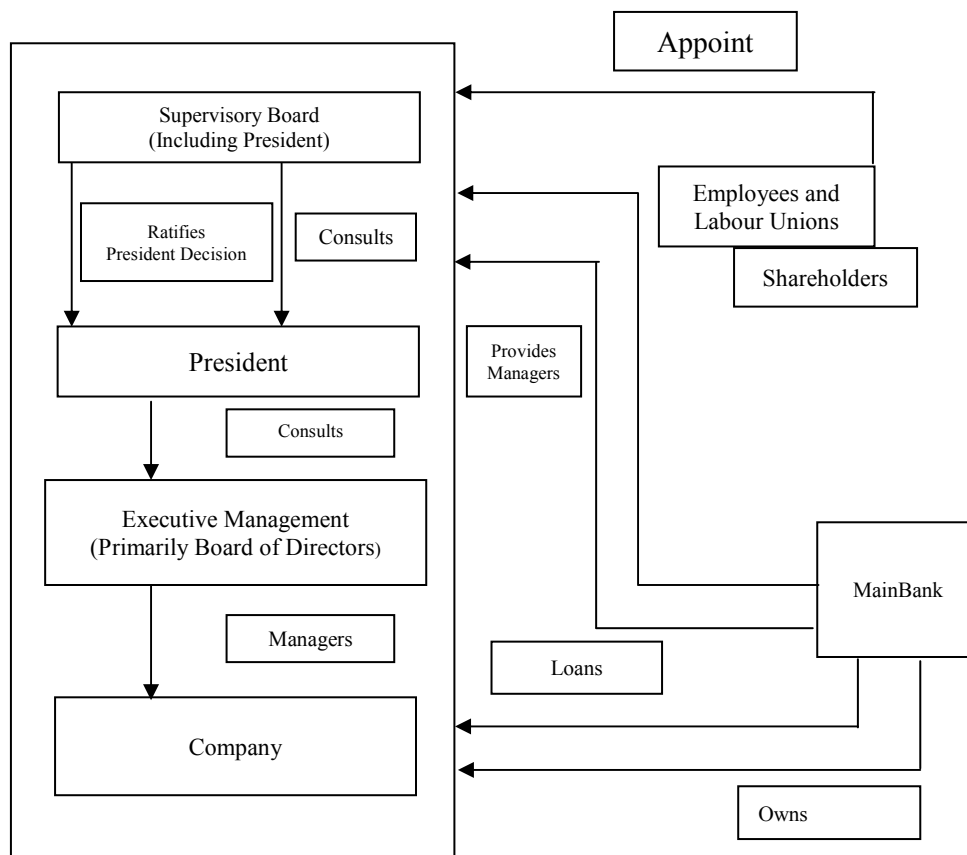 Appoint
Supervisory Board
(Including President)
Employees and
Labour Unions
Ratifies
President Decision
Consults
Shareholders
President
Provides
Managers
Consults
Executive Management
(Primarily Board of Directors)
MainBank
Managers
Loans
Company
Owns